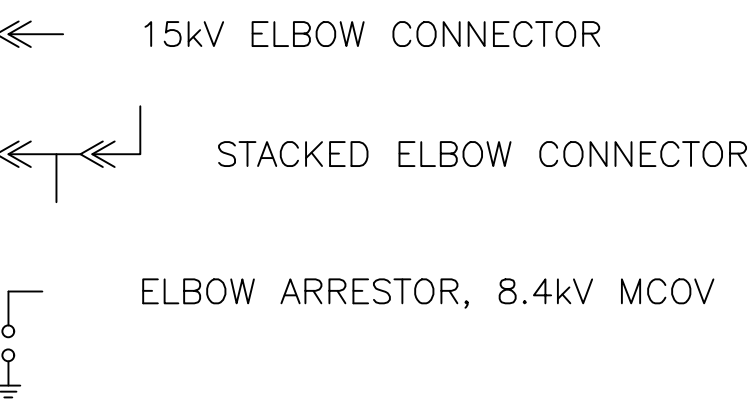 15kV ELBOW CONNECTOR
STACKED ELBOW CONNECTOR
ELBOW ARRESTOR, 8.4kV MCOV